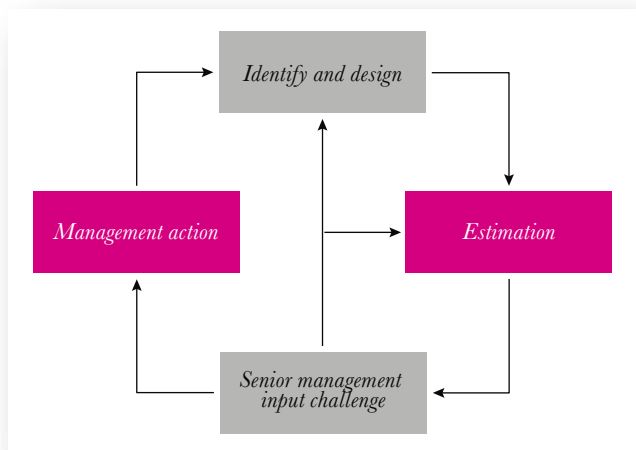 Identify and design
Management action
Estimation
Senior management
input challenge